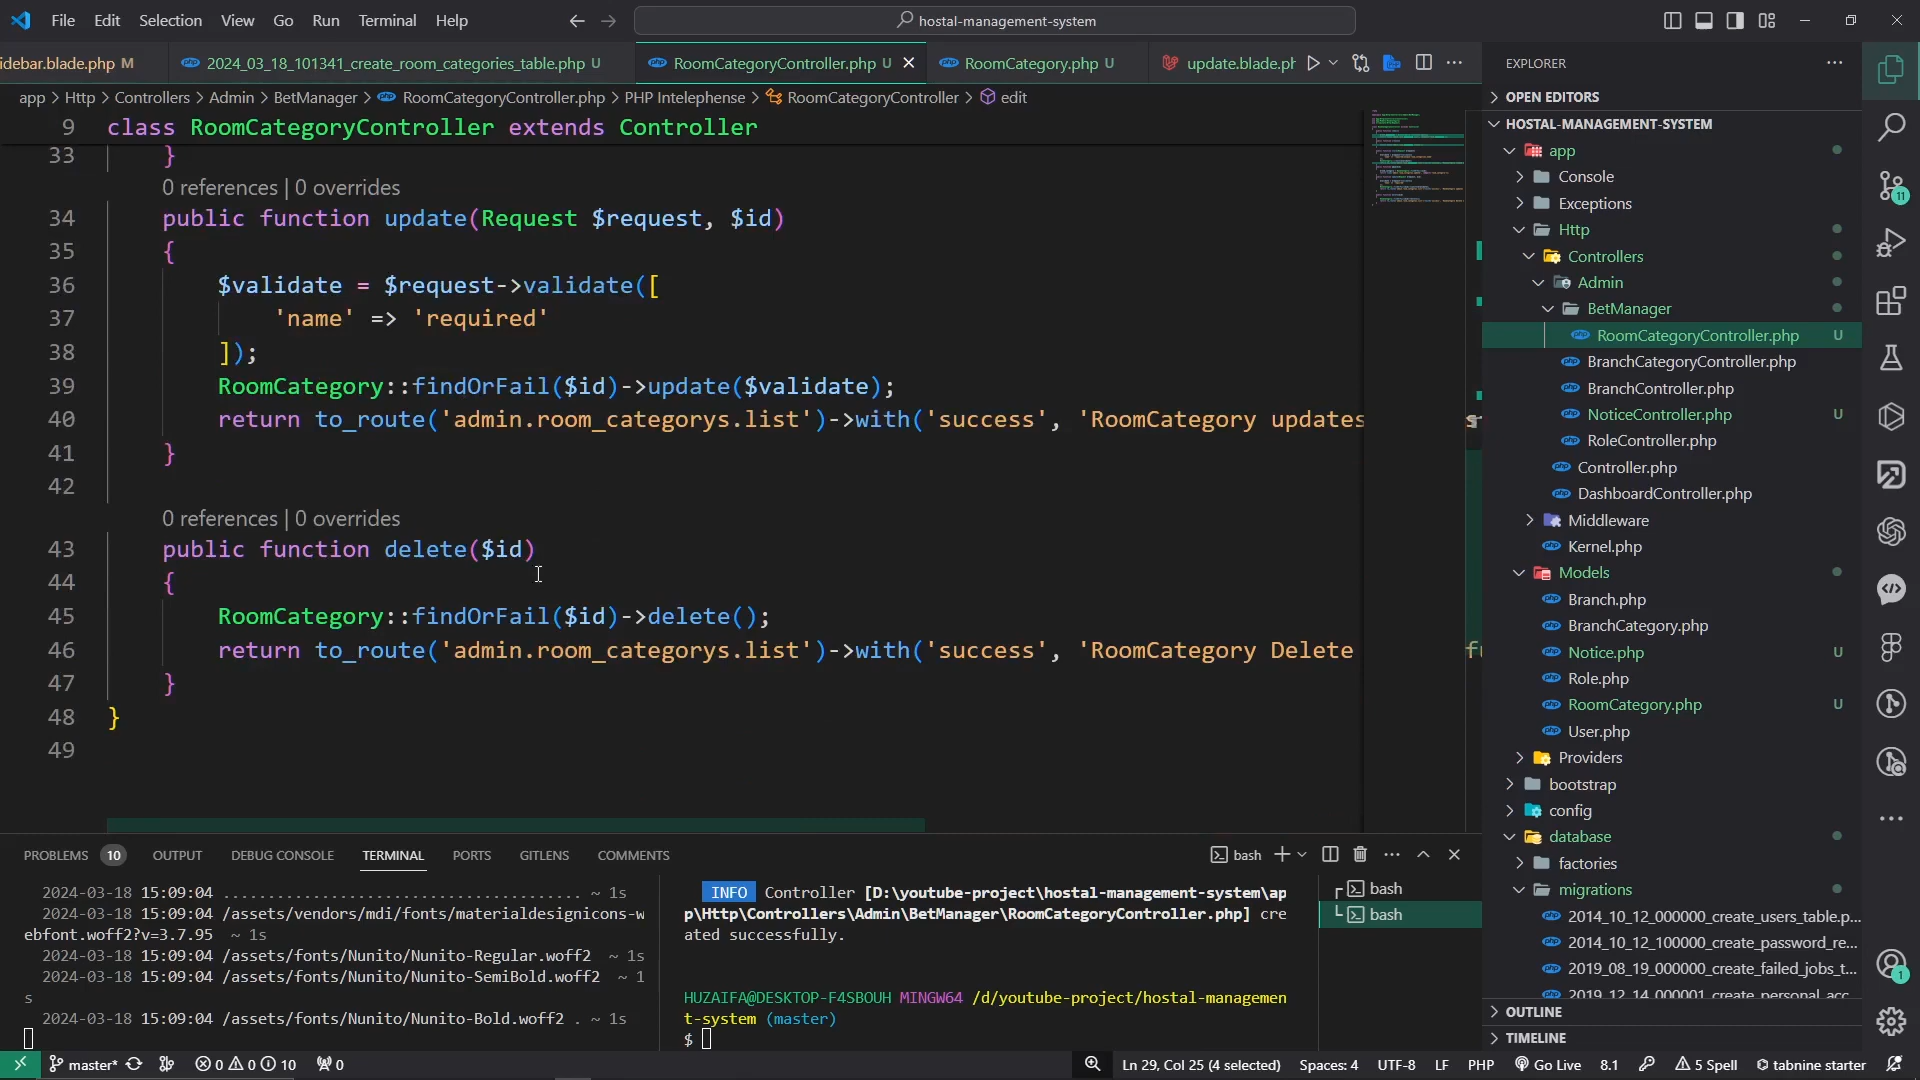 File Edit Selection View Go Run Terminal Help
hostal-management-system
idebar.blade.php M
2024_03_18_101341_create_room_categories_table.php U
RoomCategoryController.php U
RoomCategory.php U
update.blade.ph
app > Http > Controllers > Admin > BetManager > RoomCategoryController.php > PHP Intelephense > RoomCategoryController > edit
9 class RoomCategoryController extends Controller
33 }
0 references | 0 overrides
34 public function update(Request $request, $id)
35 {
36 $validate = $request->validate([
37 'name' => 'required'
38 ]);
39 RoomCategory::findOrFail($id)->update($validate);
40 return to_route('admin.room_categorys.list')->with('success', 'RoomCategory updates
41 }
42
0 references | 0 overrides
43 public function delete($id)
44 {
45 RoomCategory::findOrFail($id)->delete();
46 return to_route('admin.room_categorys.list')->with('success', 'RoomCategory Delete
47 }
48 }
49
PROBLEMS 10 OUTPUT DEBUG CONSOLE TERMINAL PORTS GITLENS COMMENTS
bash
2024-03-18 15:09:04 ...................................... ~ 1s
2024-03-18 15:09:04 /assets/vendors/mdi/fonts/materialdesignicons-w
ebfont.woff2?v=3.7.95 ~ 1s
2024-03-18 15:09:04 /assets/fonts/Nunito/Nunito-Regular.woff2 ~ 1s
2024-03-18 15:09:04 /assets/fonts/Nunito/Nunito-SemiBold.woff2 ~ 1
s
2024-03-18 15:09:04 /assets/fonts/Nunito/Nunito-Bold.woff2 . ~ 1s
INFO Controller [D:\youtube-project\hostal-management-system\ap
p\Http\Controllers\Admin\BetManager\RoomCategoryController.php] cre
ated successfully.
HUZAIFA@DESKTOP-F4SBOUH MINGW64 /d/youtube-project/hostal-managemen
t-system (master)
$
bash
bash
EXPLORER
OPEN EDITORS
HOSTAL-MANAGEMENT-SYSTEM
app
Console
Exceptions
Http
Controllers
Admin
BetManager
RoomCategoryController.php U
BranchCategoryController.php
BranchController.php
NoticeController.php U
RoleController.php
Controller.php
DashboardController.php
Middleware
Kernel.php
Models
Branch.php
BranchCategory.php
Notice.php U
Role.php
RoomCategory.php U
User.php
Providers
bootstrap
config
database
factories
migrations
2014_10_12_000000_create_users_table.p...
2014_10_12_100000_create_password_re...
2019_08_19_000000_create_failed_jobs_t...
2019_12_14_000001_create_personal_acc
OUTLINE
TIMELINE
11
1
master* 0 0 10 0
Ln 29, Col 25 (4 selected) Spaces: 4 UTF-8 LF PHP Go Live 8.1 5 Spell tabnine starter